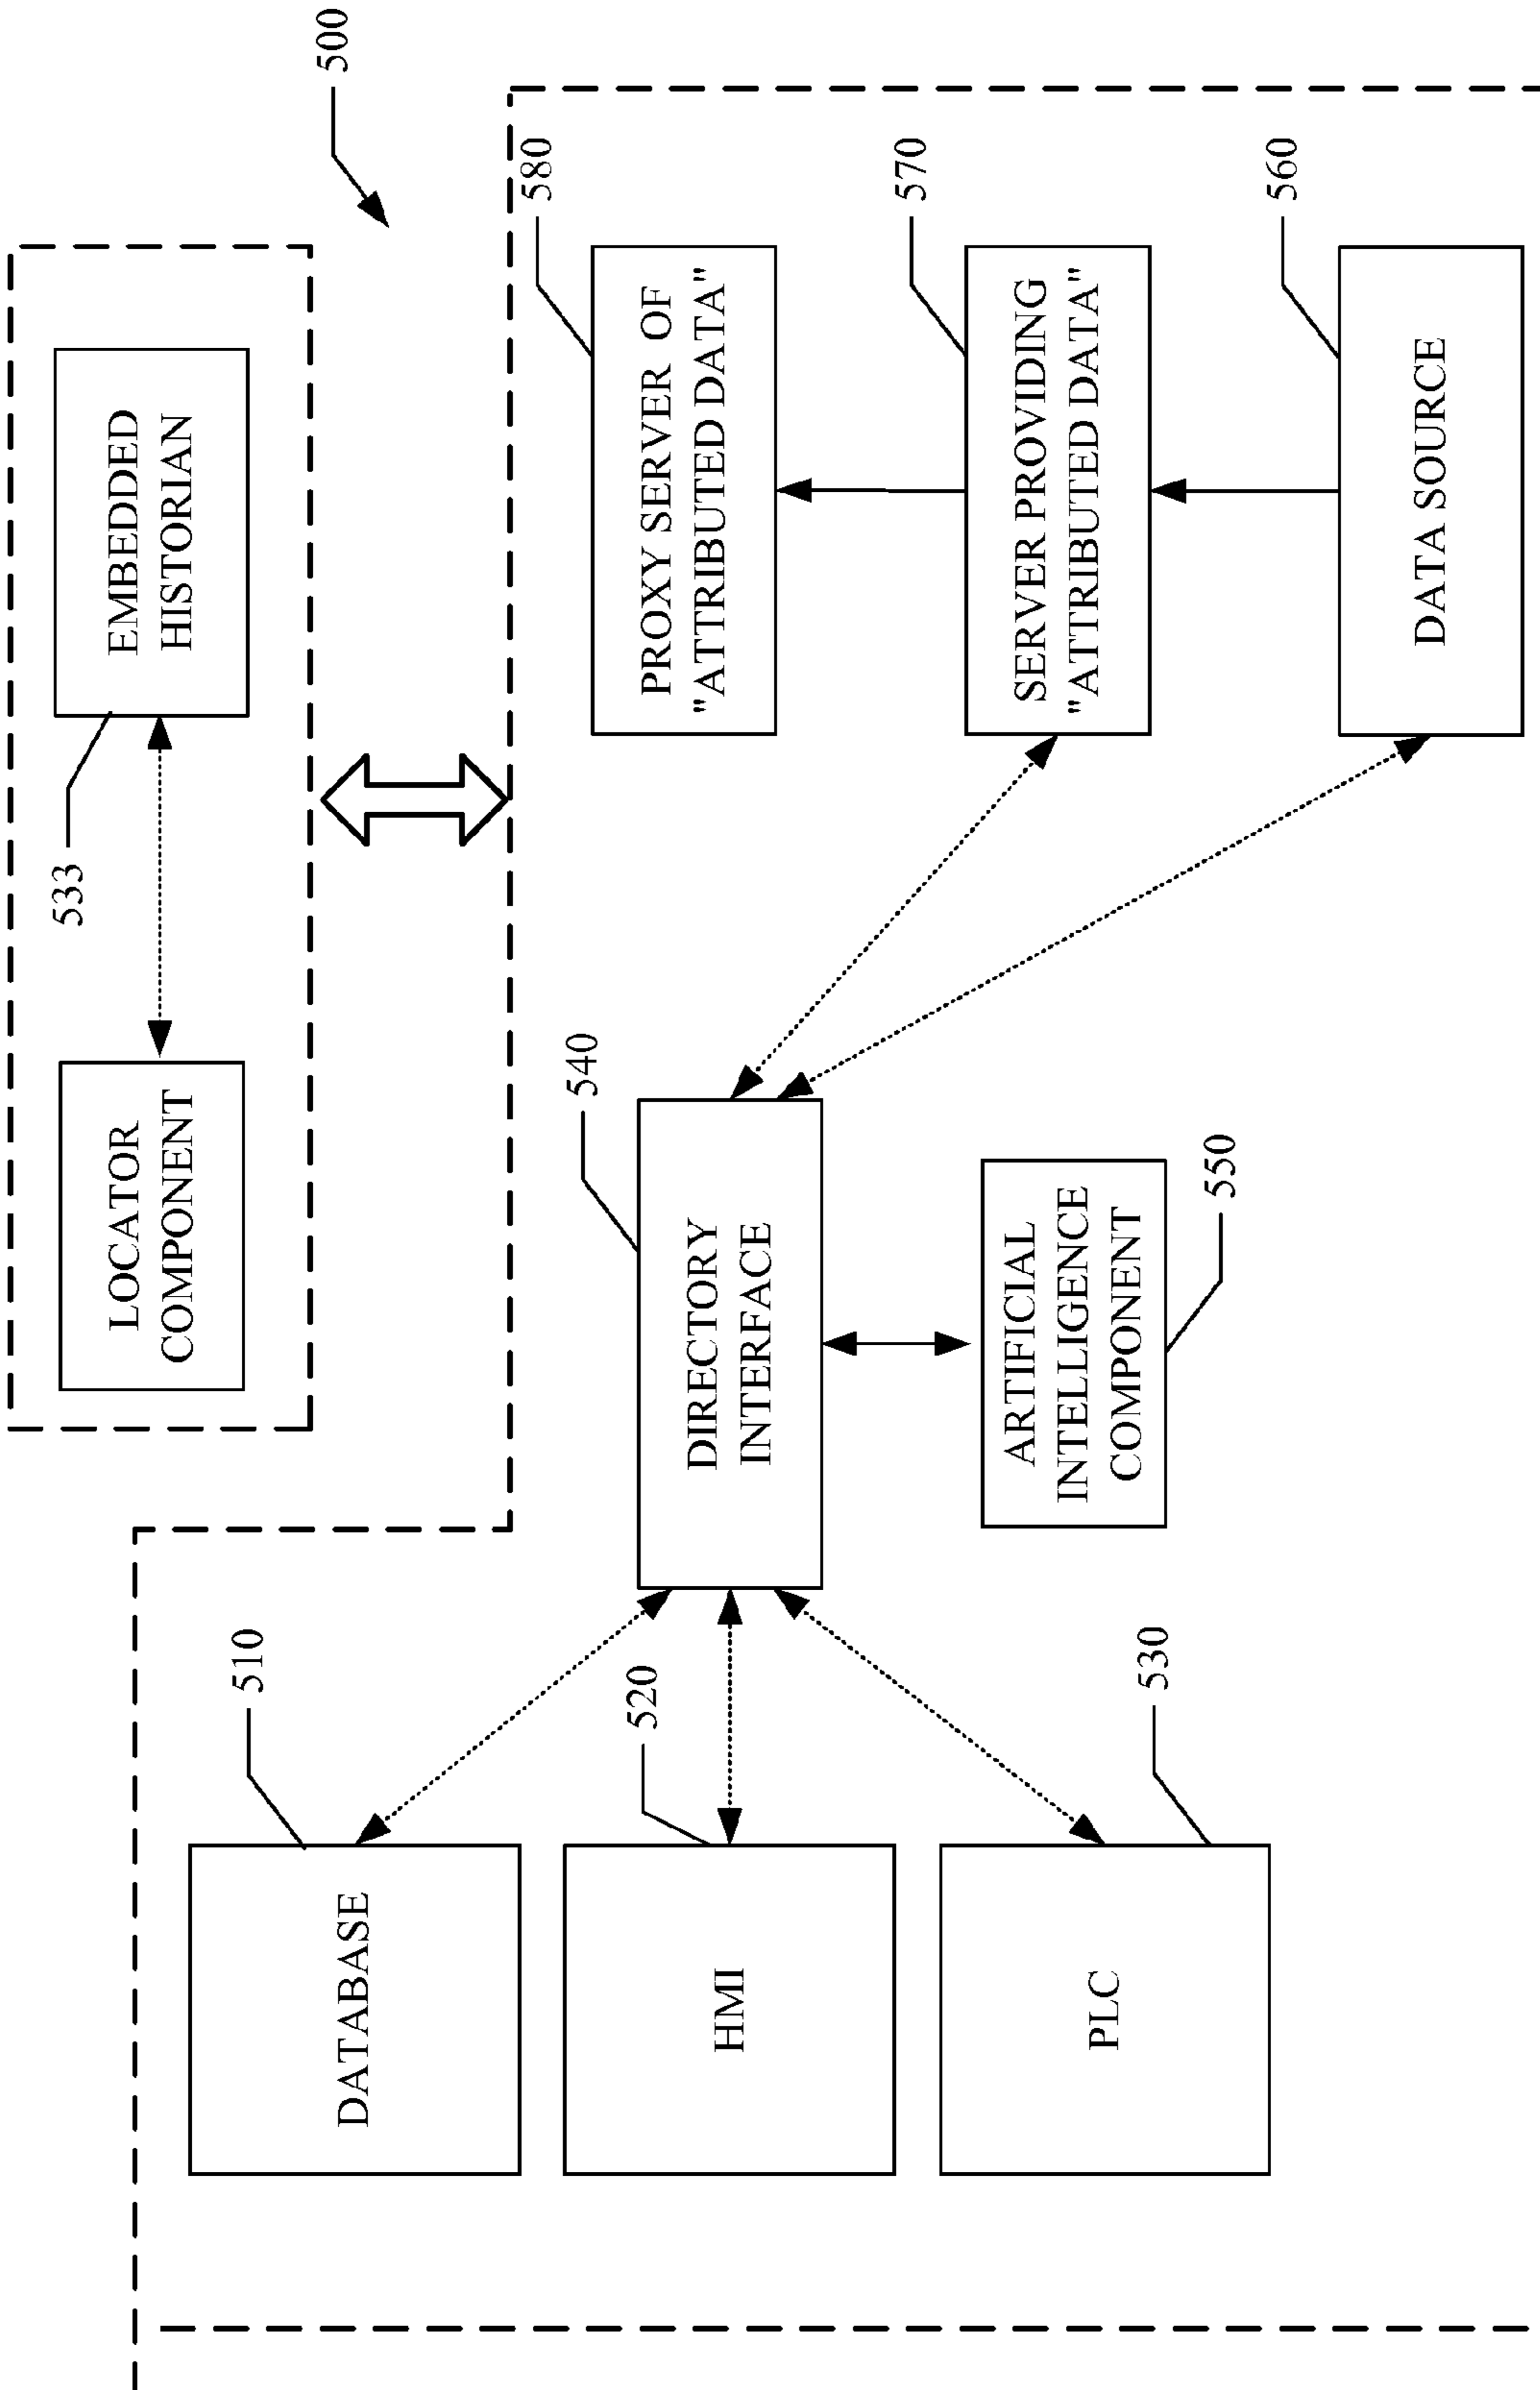 500
LOCATOR
COMPONENT
EMBEDDED
HISTORIAN
533
DATABASE
510
HMI
520
PLC
530
DIRECTORY
INTERFACE
540
ARTIFICIAL
INTELLIGENCE
COMPONENT
550
PROXY SERVER OF
"ATTRIBUTED DATA"
580
SERVER PROVIDING
"ATTRIBUTED DATA"
570
DATA SOURCE
560